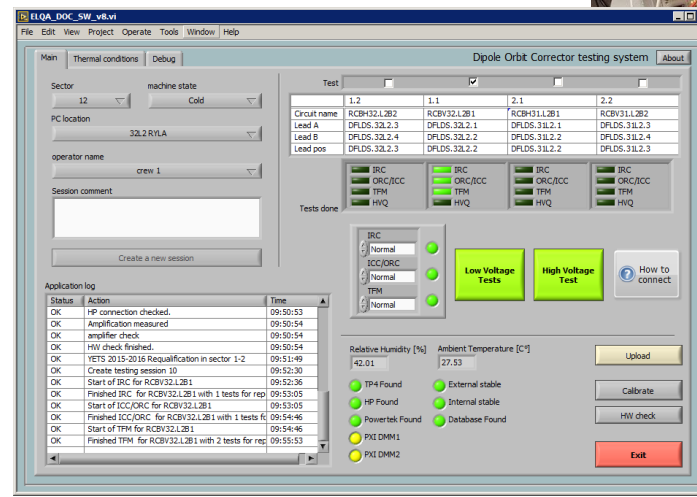 ELQA_DOC_SW_v8.vi
File Edit View Project Operate Tools Window Help
Main Thermal conditions Debug
Dipole Orbit Corrector testing system About
Sector machine state
12 Cold
PC location
32L2 RYLA
operator name
crew 1
Session comment
Create a new session
Test
1.2 1.1 2.1 2.2
Circuit name RCBH32.L2B2 RCBV32.L2B1 RCBH31.L2B1 RCBV31.L2B2
Lead A DFLDS.32L2.3 DFLDS.32L2.1 DFLDS.31L2.1 DFLDS.31L2.3
Lead B DFLDS.32L2.4 DFLDS.32L2.2 DFLDS.31L2.2 DFLDS.31L2.4
Lead pos DFLDS.32L2.3 DFLDS.32L2.2 DFLDS.31L2.2 DFLDS.31L2.3
Tests done
IRC IRC IRC IRC
ORC/ICC ORC/ICC ORC/ICC ORC/ICC
TFM TFM TFM TFM
HVQ HVQ HVQ HVQ
IRC
Normal
ICC/ORC
Normal
TFM
Normal
Low Voltage
Tests
High Voltage
Test
How to
connect
Application log
Status Action Time
OK HP connection checked. 09:50:53
OK Amplification measured 09:50:54
OK amplifier check 09:50:54
OK HW check finished. 09:50:54
OK YETS 2015-2016 Requalification in sector 1-2 09:51:49
OK Create testing session 10 09:52:30
OK Start of IRC for RCBV32.L2B1 09:52:36
OK Finished IRC for RCBV32.L2B1 with 1 tests for rep 09:53:05
OK Start of ICC/ORC for RCBV32.L2B1 09:53:05
OK Finished ICC/ORC for RCBV32.L2B1 with 1 tests fo 09:54:46
OK Start of TFM for RCBV32.L2B1 09:54:46
OK Finished TFM for RCBV32.L2B1 with 2 tests for rep 09:55:53
Relative Humidity [%] Ambient Temperature [C°]
42.01 27.53
TP4 Found External stable
HP Found Internal stable
Powertek Found Database Found
PXI DMM1
PXI DMM2
Upload
Calibrate
HW check
Exit